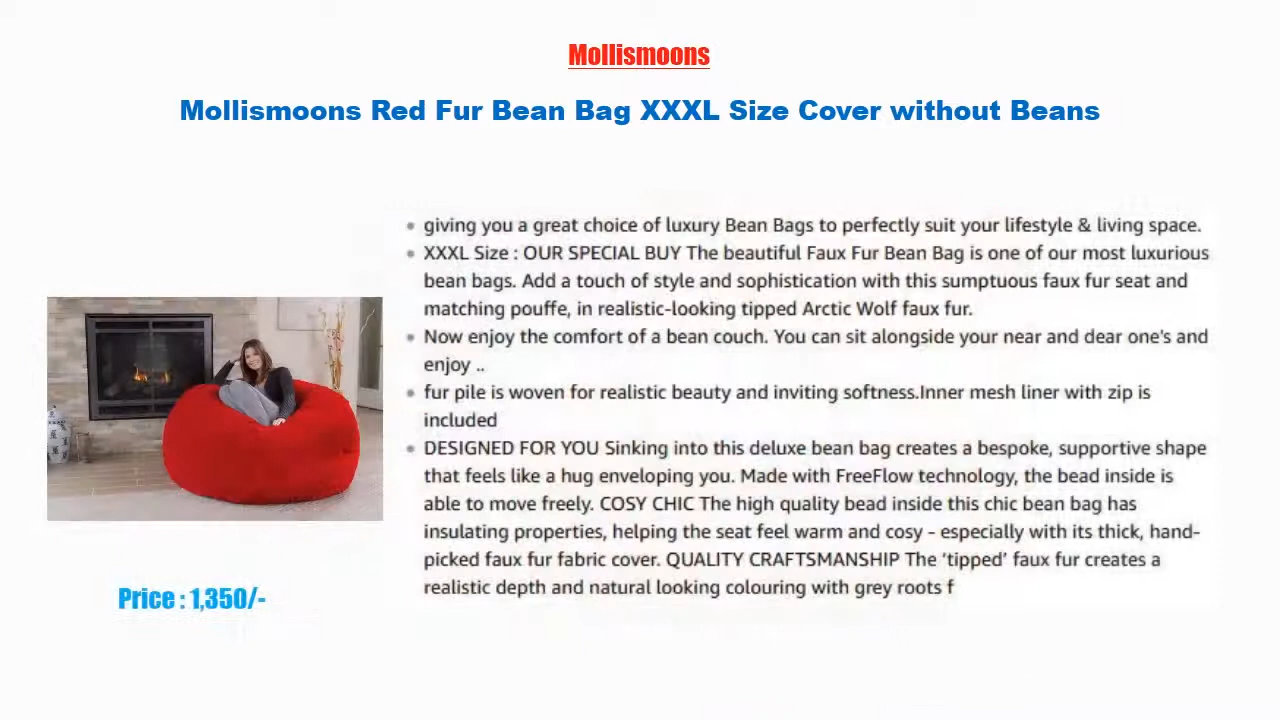 Mollismoons
Mollismoons Red Fur Bean Bag XXXL Size Cover without Beans
giving you a great choice of luxury Bean Bags to perfectly suit your lifestyle & living space.
XXXL Size : OUR SPECIAL BUY The beautiful Faux Fur Bean Bag is one of our most luxurious
bean bags. Add a touch of style and sophistication with this sumptuous faux fur seat and
matching pouffe, in realistic-looking tipped Arctic Wolf faux fur.
Now enjoy the comfort of a bean couch. You can sit alongside your near and dear one's and
enjoy ..
fur pile is woven for realistic beauty and inviting softness.Inner mesh liner with zip is
included
DESIGNED FOR YOU Sinking into this deluxe bean bag creates a bespoke, supportive shape
that feels like a hug enveloping you. Made with FreeFlow technology, the bead inside is
able to move freely. COSY CHIC The high quality bead inside this chic bean bag has
insulating properties, helping the seat feel warm and cosy - especially with its thick, hand-
picked faux fur fabric cover. QUALITY CRAFTSMANSHIP The ‘tipped’ faux fur creates a
realistic depth and natural looking colouring with grey roots f
Price : 1,350/-